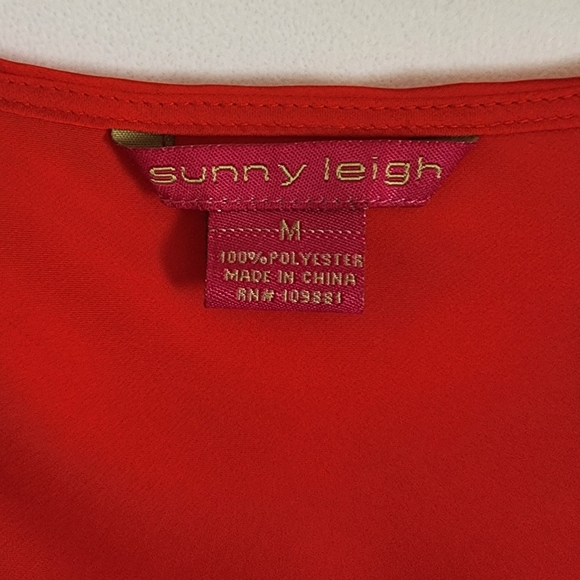 sunny leigh
M
100% POLYESTER
MADE IN CHINA
RN# 109881